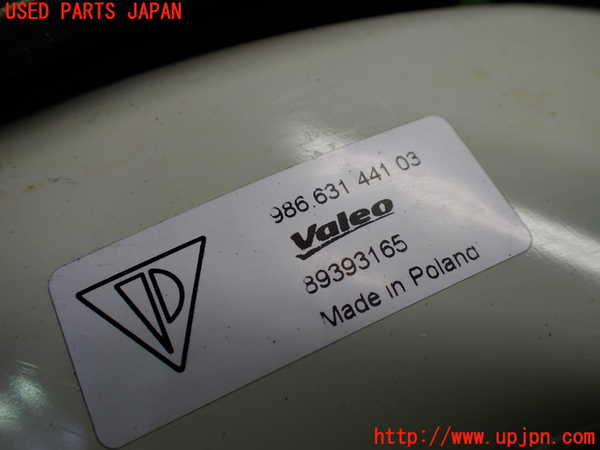 USED PARTS JAPAN
986.631 441 03
Valeo
89393165
Made in Poland
http://www.upjpn.com/